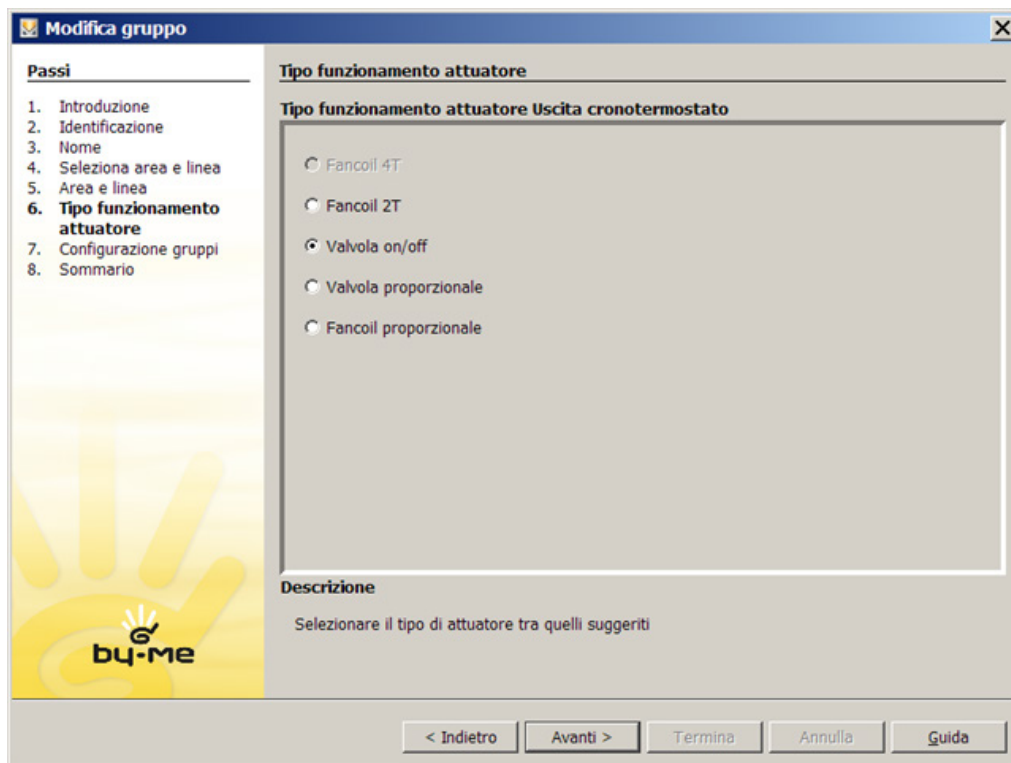 Modifica gruppo
Passi
1. Introduzione
2. Identificazione
3. Nome
4. Seleziona area e linea
5. Area e linea
6. Tipo funzionamento
attuatore
7. Configurazione gruppi
8. Sommario
by-me
Tipo funzionamento attuatore
Tipo funzionamento attuatore Uscita cronotermostato
Fancoil 4T
Fancoil 2T
Valvola on/off
Valvola proporzionale
Fancoil proporzionale
Descrizione
Selezionare il tipo di attuatore tra quelli suggeriti
< Indietro Avanti > Termina Annulla Guida